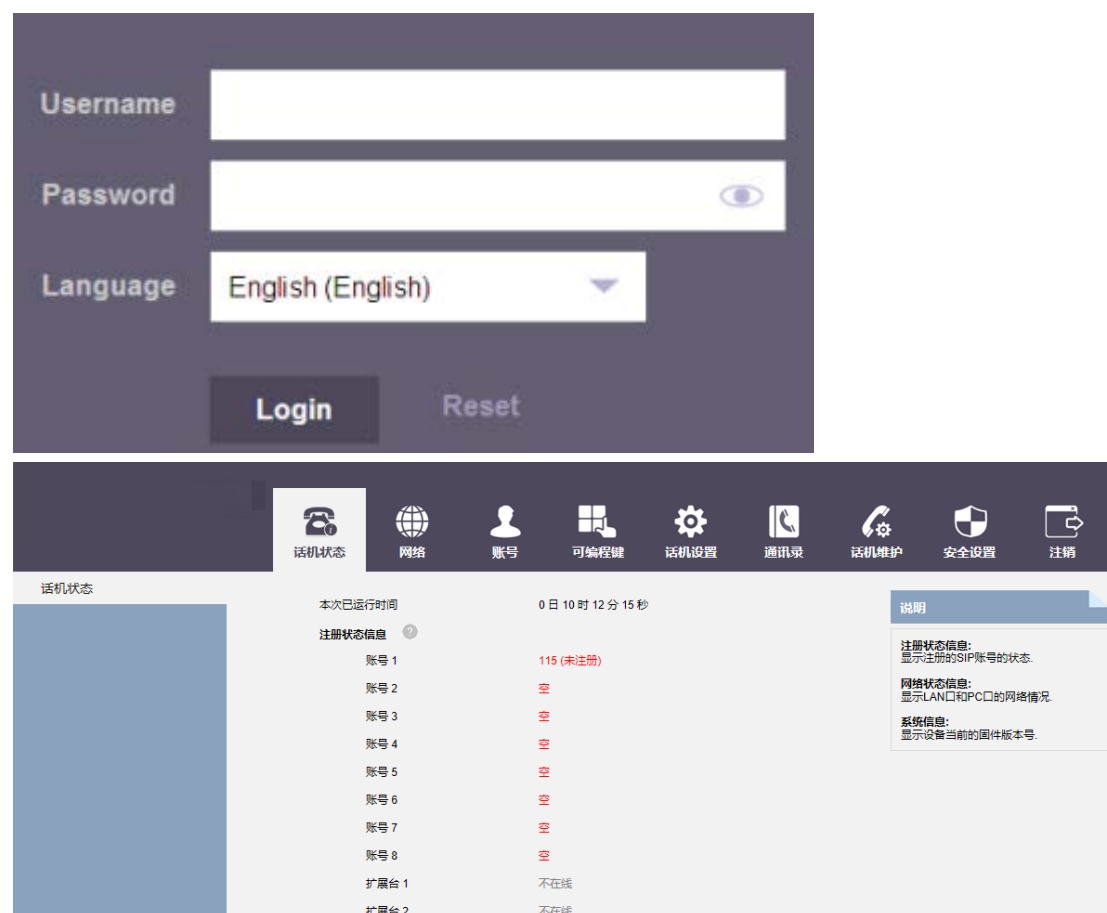 Username
Password
Language English (English)
Login Reset
话机状态 网络 账号 可编程键 话机设置 通讯录 话机维护 安全设置 注销
话机状态
本次已运行时间 0 日 10 时 12 分 15 秒
注册状态信息 ?
账号 1 115 (未注册)
账号 2 空
账号 3 空
账号 4 空
账号 5 空
账号 6 空
账号 7 空
账号 8 空
扩展台 1 不在线
扩展台 2 不在线
说明
注册状态信息:
显示注册的SIP账号的状态.
网络状态信息:
显示LAN口和PC口的网络情况.
系统信息:
显示设备当前的固件版本号.